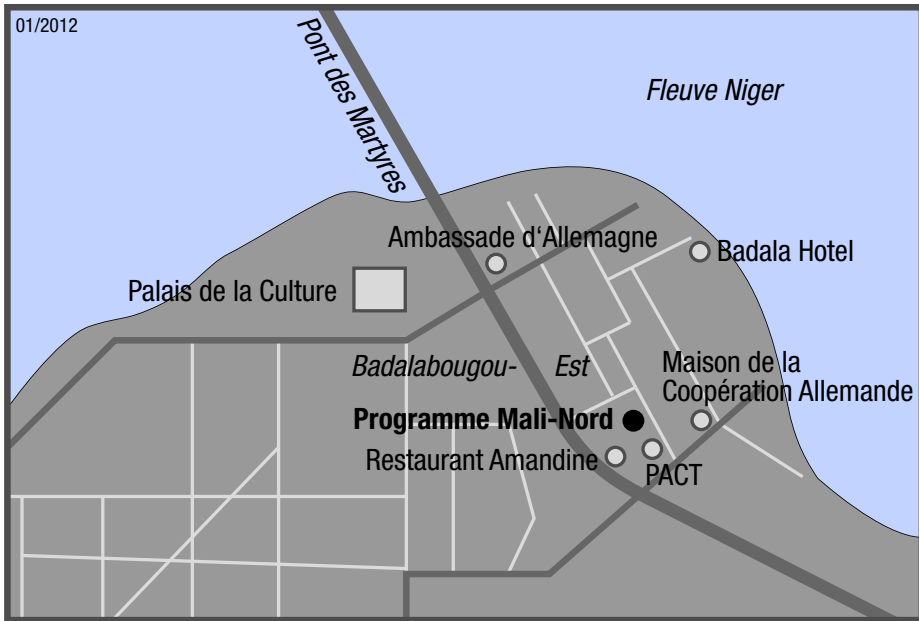 01/2012
Pont des Martyres
Fleuve Niger
Ambassade d‘Allemagne
Badala Hotel
Palais de la Culture
Badalabougou- Est
Maison de la
Coopération Allemande
Programme Mali-Nord
Restaurant Amandine
PACT